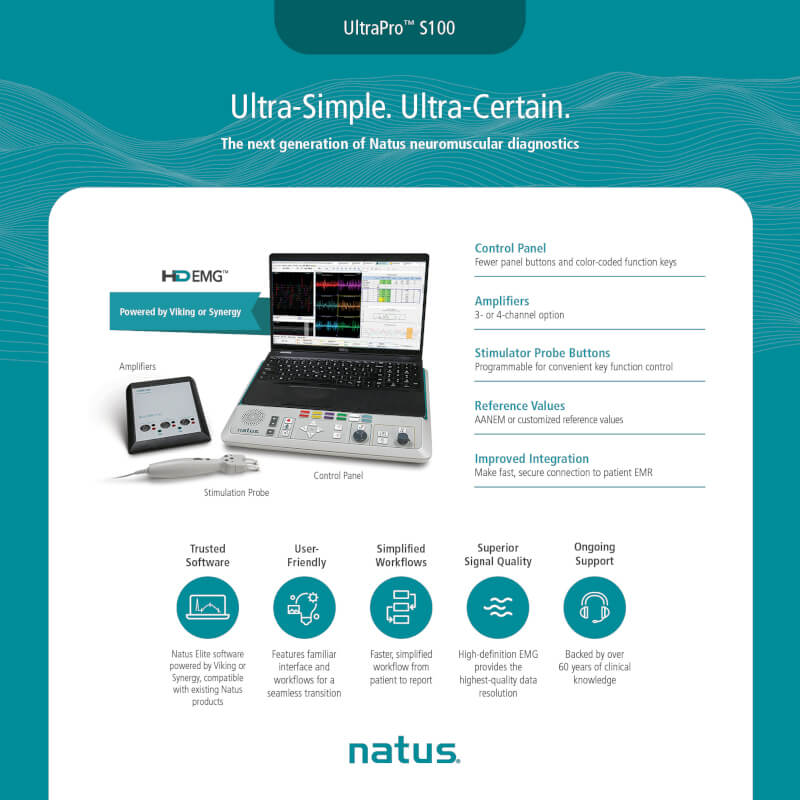 UltraPro™ S100
Ultra-Simple. Ultra-Certain.
The next generation of Natus neuromuscular diagnostics
HD EMG™
Powered by Viking or Synergy
Amplifiers
natus
Control Panel
Stimulation Probe
Control Panel
Fewer panel buttons and color-coded function keys
Amplifiers
3- or 4-channel option
Stimulator Probe Buttons
Programmable for convenient key function control
Reference Values
AANEM or customized reference values
Improved Integration
Make fast, secure connection to patient EMR
Trusted
Software
Natus Elite software
powered by Viking or
Synergy, compatible
with existing Natus
products
User-
Friendly
Features familiar
interface and
workflows for a
seamless transition
Simplified
Workflows
Faster, simplified
workflow from
patient to report
Superior
Signal Quality
High-definition EMG
provides the
highest-quality data
resolution
Ongoing
Support
Backed by over
60 years of clinical
knowledge
natus®